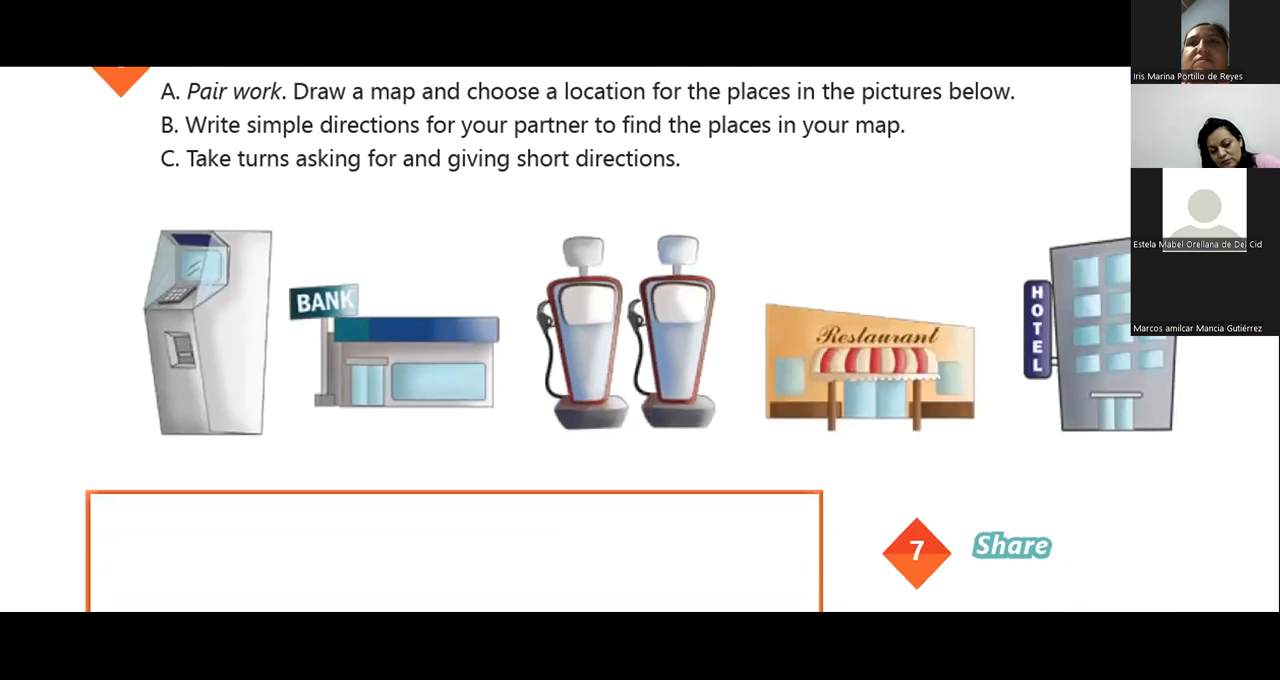 Iris Marina Portillo de Reyes
A. Pair work. Draw a map and choose a location for the places in the pictures below.
B. Write simple directions for your partner to find the places in your map.
C. Take turns asking for and giving short directions.
Estela Mabel Orellana de Del Cid
BANK
Restaurant
HOTEL
Marcos amilcar Mancia Gutiérrez
7
Share